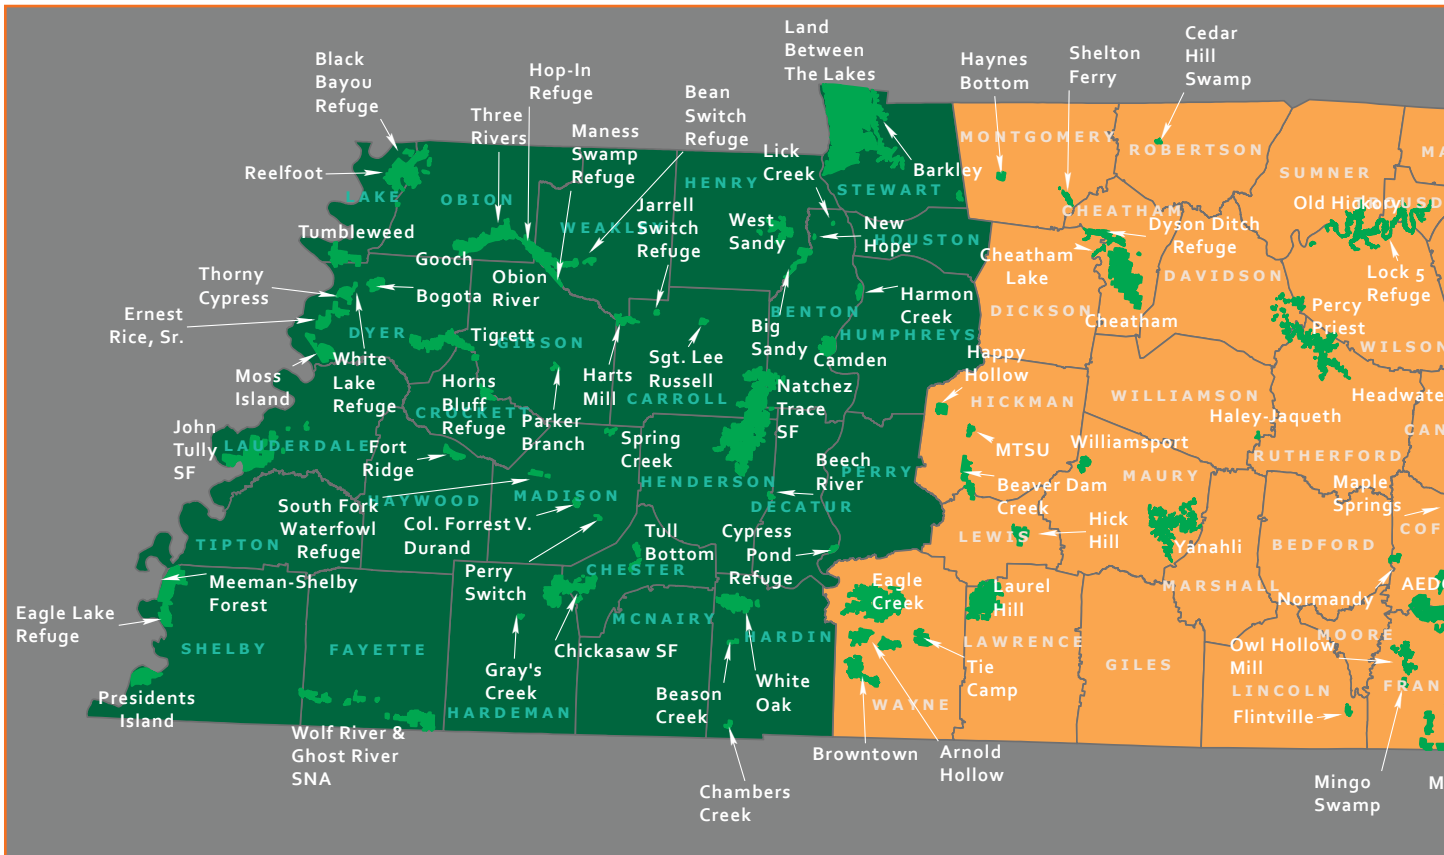 Land
Between
The Lakes
Cedar
Hill
Swamp
Black
Bayou
Refuge
Hop-In
Refuge
Haynes
Bottom
Shelton
Ferry
Bean
Switch
Refuge
Three
Rivers
Maness
Swamp
Refuge
MONTGOMERY
ROBERTSON
Lick
Creek
Reelfoot
LAKE
OBION
HENRY
Barkley
STEWART
SUMNER
Jarrell
Switch
Refuge
WEAKLEY
West
Sandy
New
Hope
HOUSTON
CHEATHAM
Dyson Ditch
Refuge
Old Hickory
Tumbleweed
Gooch
Obion
River
Cheatham
Lake
DAVIDSON
Lock 5
Refuge
Thorny
Cypress
Bogota
Harmon
Creek
Ernest
Rice, Sr.
DYER
Tigrett
GIBSON
Big
Sandy
BENTON
HUMPHREYS
DICKSON
Cheatham
Percy
Priest
WILSON
Moss
Island
White
Lake
Refuge
Horns
Bluff
Refuge
CROCKETT
Parker
Branch
Harts
Mill
Sgt. Lee
Russell
CARROLL
Camden
Natchez
Trace
SF
Happy
Hollow
HICKMAN
WILLIAMSON
Haley-Jaqueth
John
Tully
SF
LAUDERDALE
Fort
Ridge
Spring
Creek
Beech
River
PERRY
MTSU
Williamsport
MAURY
RUTHERFORD
South Fork
Waterfowl
Refuge
HAYWOOD
MADISON
Col. Forrest V.
Durand
HENDERSON
DECATUR
Beaver Dam
Creek
Maple
Springs
TIPTON
Tull
Bottom
Cypress
Pond
Refuge
LEWIS
Hick
Hill
Yanahli
BEDFORD
Meeman-Shelby
Forest
Perry
Switch
CHESTER
Eagle
Creek
Laurel
Hill
MARSHALL
Normandy
Eagle Lake
Refuge
SHELBY
FAYETTE
MCNAIRY
HARDIN
Chickasaw SF
LAWRENCE
GILES
MOORE
Owl Hollow
Mill
Presidents
Island
Gray's
Creek
HARDEMAN
Beason
Creek
White
Oak
Tie
Camp
WAYNE
LINCOLN
Flintville
Wolf River &
Ghost River
SNA
Browntown
Arnold
Hollow
Chambers
Creek
Mingo
Swamp